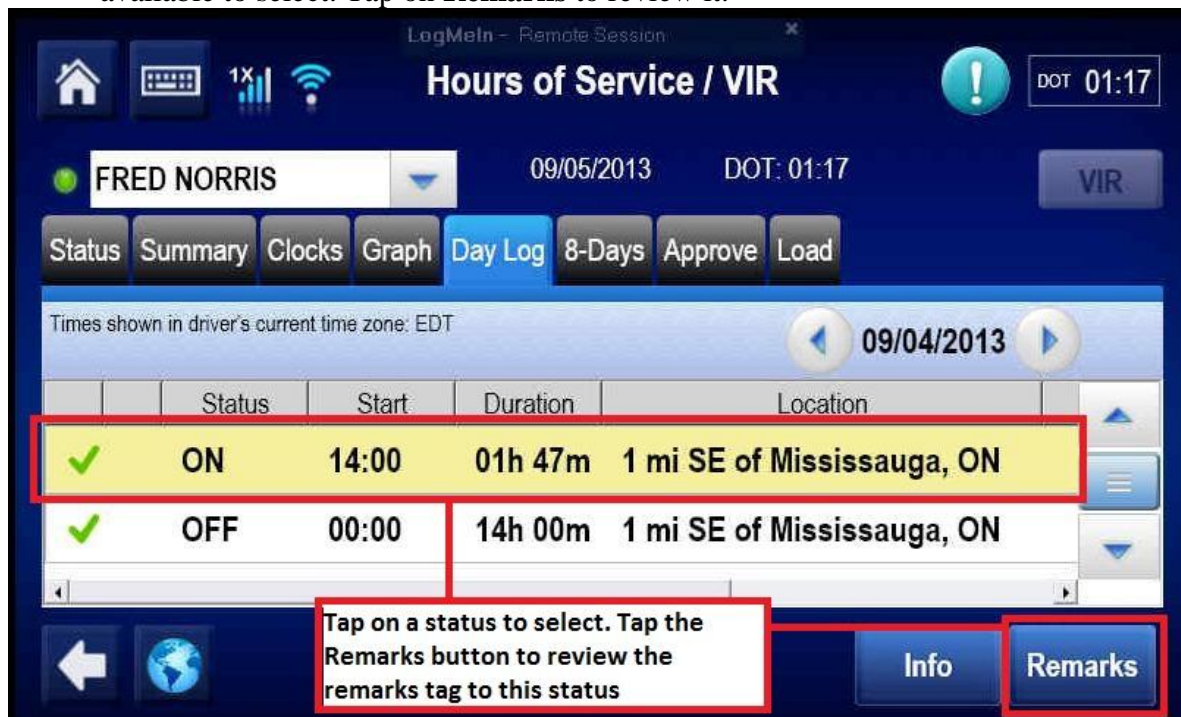 available to select. Tap on Remarks to review it.
LogMeIn - Remote Session ×
1X Hours of Service / VIR ! DOT 01:17
FRED NORRIS 09/05/2013 DOT: 01:17 VIR
Status Summary Clocks Graph Day Log 8-Days Approve Load
Times shown in driver's current time zone: EDT 09/04/2013
Status Start Duration Location
ON 14:00 01h 47m 1 mi SE of Mississauga, ON
OFF 00:00 14h 00m 1 mi SE of Mississauga, ON
Tap on a status to select. Tap the
Remarks button to review the
remarks tag to this status
Info Remarks